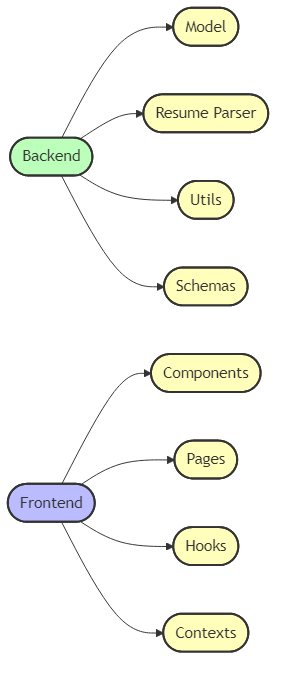 Model
Resume Parser
Backend
Utils
Schemas
Components
Pages
Frontend
Hooks
Contexts